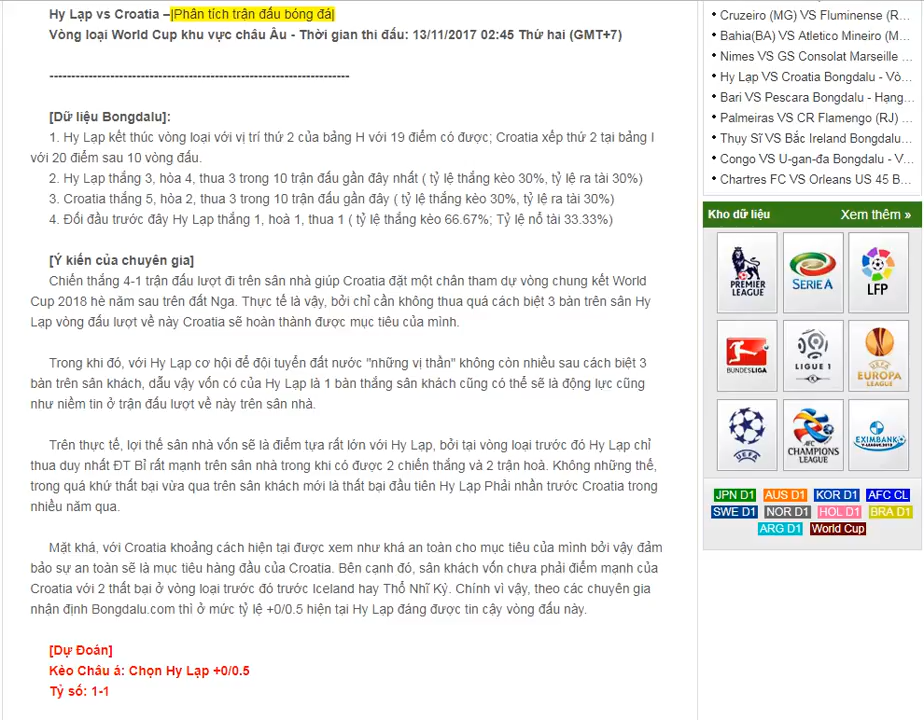 Hy Lạp vs Croatia –|Phân tích trận đấu bóng đá|
Vòng loại World Cup khu vực châu Âu - Thời gian thi đấu: 13/11/2017 02:45 Thứ hai (GMT+7)
---------------------------------------------------------------------
[Dữ liệu Bongdalu]:
1. Hy Lạp kết thúc vòng loại với vị trí thứ 2 của bảng H với 19 điểm có được; Croatia xếp thứ 2 tại bảng I
với 20 điểm sau 10 vòng đấu.
2. Hy Lạp thắng 3, hòa 4, thua 3 trong 10 trận đấu gần đây nhất ( tỷ lệ thắng kèo 30%, tỷ lệ ra tài 30%)
3. Croatia thắng 5, hòa 2, thua 3 trong 10 trận đấu gần đây ( tỷ lệ thắng kèo 30%, tỷ lệ ra tài 30%)
4. Đối đầu trước đây Hy Lạp thắng 1, hoà 1, thua 1 ( tỷ lệ thắng kèo 66.67%; Tỷ lệ nổ tài 33.33%)
[Ý kiến của chuyên gia]
Chiến thắng 4-1 trận đấu lượt đi trên sân nhà giúp Croatia đặt một chân tham dự vòng chung kết World
Cup 2018 hè năm sau trên đất Nga. Thực tế là vậy, bởi chỉ cần không thua quá cách biệt 3 bàn trên sân Hy
Lạp vòng đấu lượt về này Croatia sẽ hoàn thành được mục tiêu của mình.
Trong khi đó, với Hy Lạp cơ hội để đội tuyển đất nước "những vị thần" không còn nhiều sau cách biệt 3
bàn trên sân khách, dẫu vậy vốn có của Hy Lạp là 1 bàn thắng sân khách cũng có thể sẽ là động lực cũng
như niềm tin ở trận đấu lượt về này trên sân nhà.
Trên thực tế, lợi thế sân nhà vốn sẽ là điểm tựa rất lớn với Hy Lạp, bởi tại vòng loại trước đó Hy Lạp chỉ
thua duy nhất ĐT Bỉ rất mạnh trên sân nhà trong khi có được 2 chiến thắng và 2 trận hoà. Không những thế,
trong quá khứ thất bại vừa qua trên sân khách mới là thất bại đầu tiên Hy Lạp Phải nhần trước Croatia trong
nhiều năm qua.
Mặt khá, với Croatia khoảng cách hiện tại được xem như khá an toàn cho mục tiêu của mình bởi vậy đảm
bảo sự an toàn sẽ là mục tiêu hàng đầu của Croatia. Bên cạnh đó, sân khách vốn chưa phải điểm mạnh của
Croatia với 2 thất bại ở vòng loại trước đó trước Iceland hay Thổ Nhĩ Kỳ. Chính vì vậy, theo các chuyên gia
nhận định Bongdalu.com thì ở mức tỷ lệ +0/0.5 hiện tại Hy Lạp đáng được tin cậy vòng đấu này.
[Dự Đoán]
Kèo Châu á: Chọn Hy Lạp +0/0.5
Tỷ số: 1-1
• Cruzeiro (MG) VS Fluminense (R...
• Bahia(BA) VS Atletico Mineiro (M...
• Nimes VS GS Consolat Marseille ...
• Hy Lạp VS Croatia Bongdalu - Vò...
• Bari VS Pescara Bongdalu - Hạng...
• Palmeiras VS CR Flamengo (RJ) ...
• Thụy Sĩ VS Bắc Ireland Bongdalu...
• Congo VS U-gan-đa Bongdalu - V...
• Chartres FC VS Orleans US 45 B...
Kho dữ liệu Xem thêm »
PREMIER LEAGUE SERIE A LFP
BUNDESLIGA LIGUE 1 UEFA EUROPA LEAGUE
UEFA AFC CHAMPIONS LEAGUE EXIMBANK V-LEAGUE 2010
JPN D1 AUS D1 KOR D1 AFC CL
SWE D1 NOR D1 HOL D1 BRA D1
ARG D1 World Cup